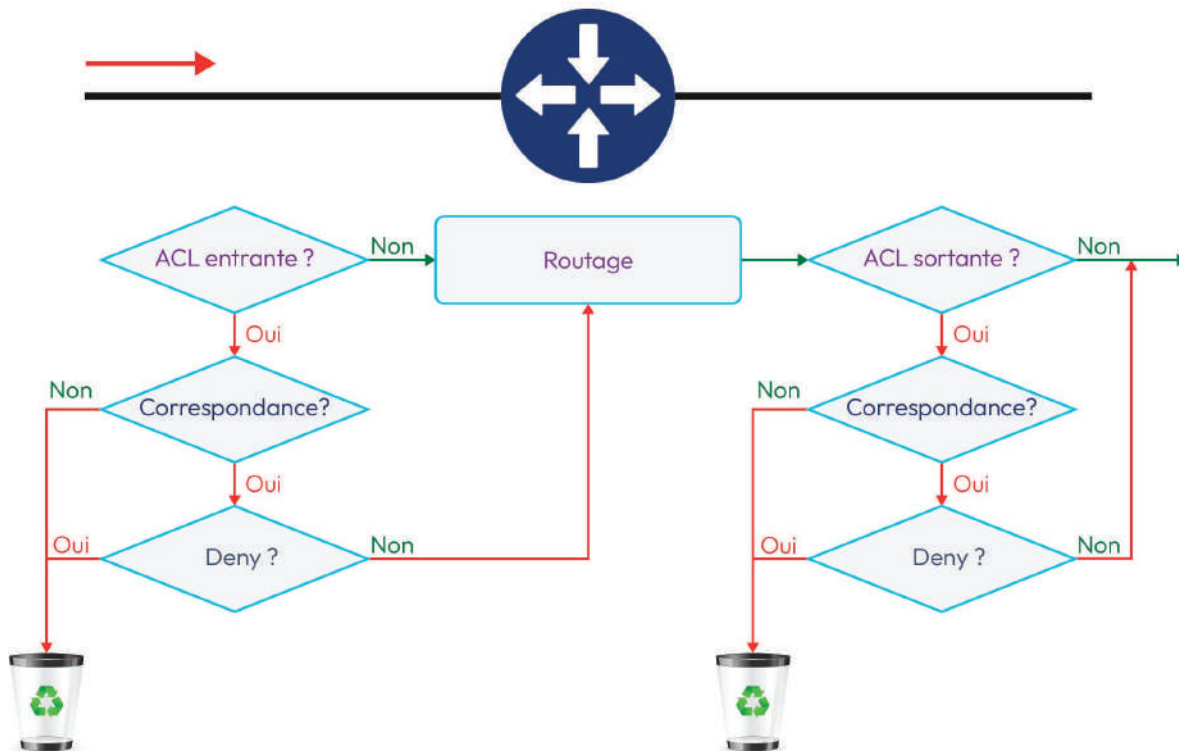 ACL entrante ?
Non
Routage
ACL sortante ?
Non
Oui
Oui
Non
Correspondance?
Non
Correspondance?
Oui
Oui
Oui
Deny ?
Non
Oui
Deny ?
Non